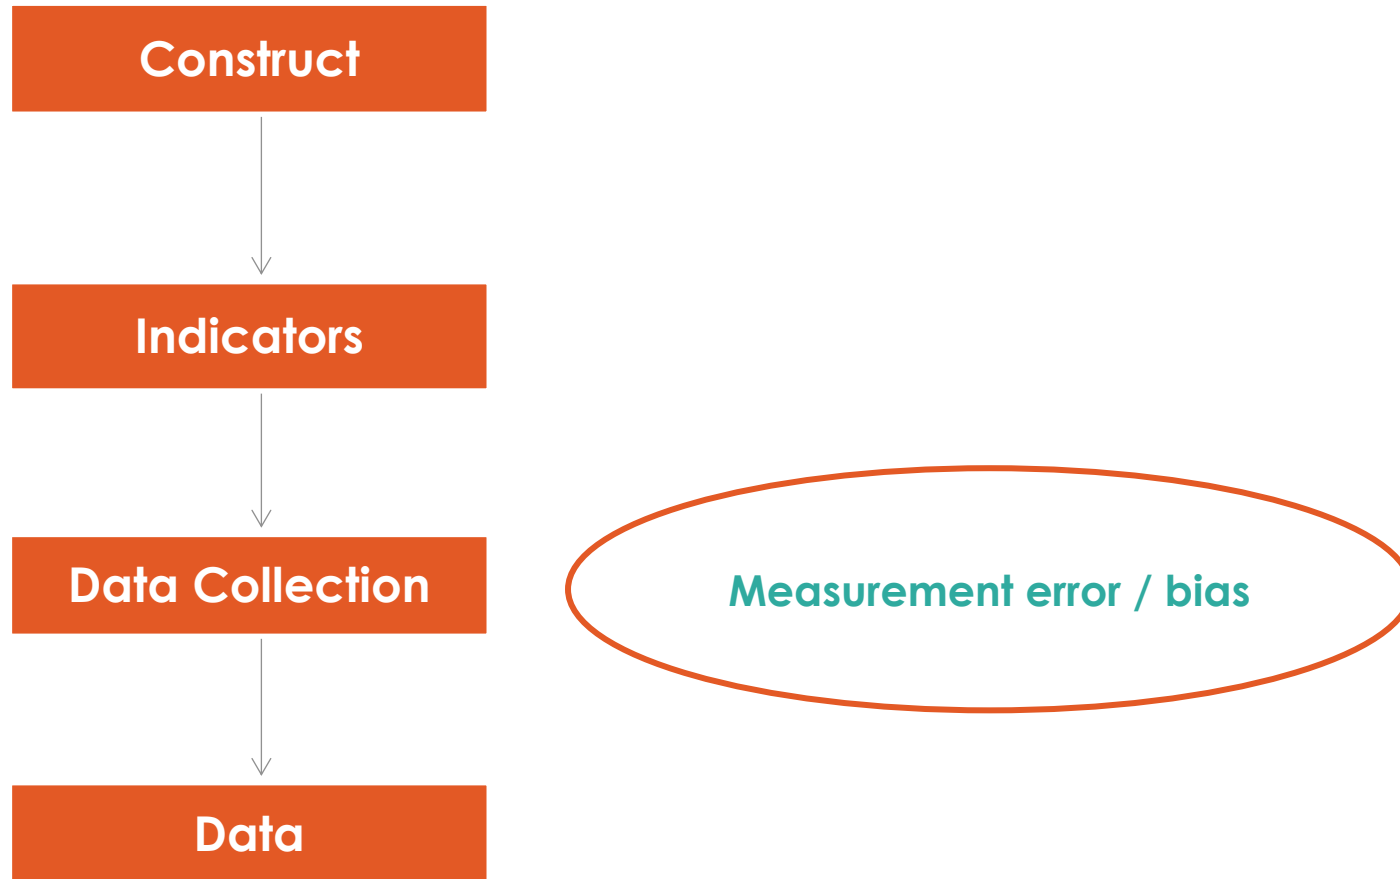 Construct
Indicators
Data Collection
Measurement error / bias
Data